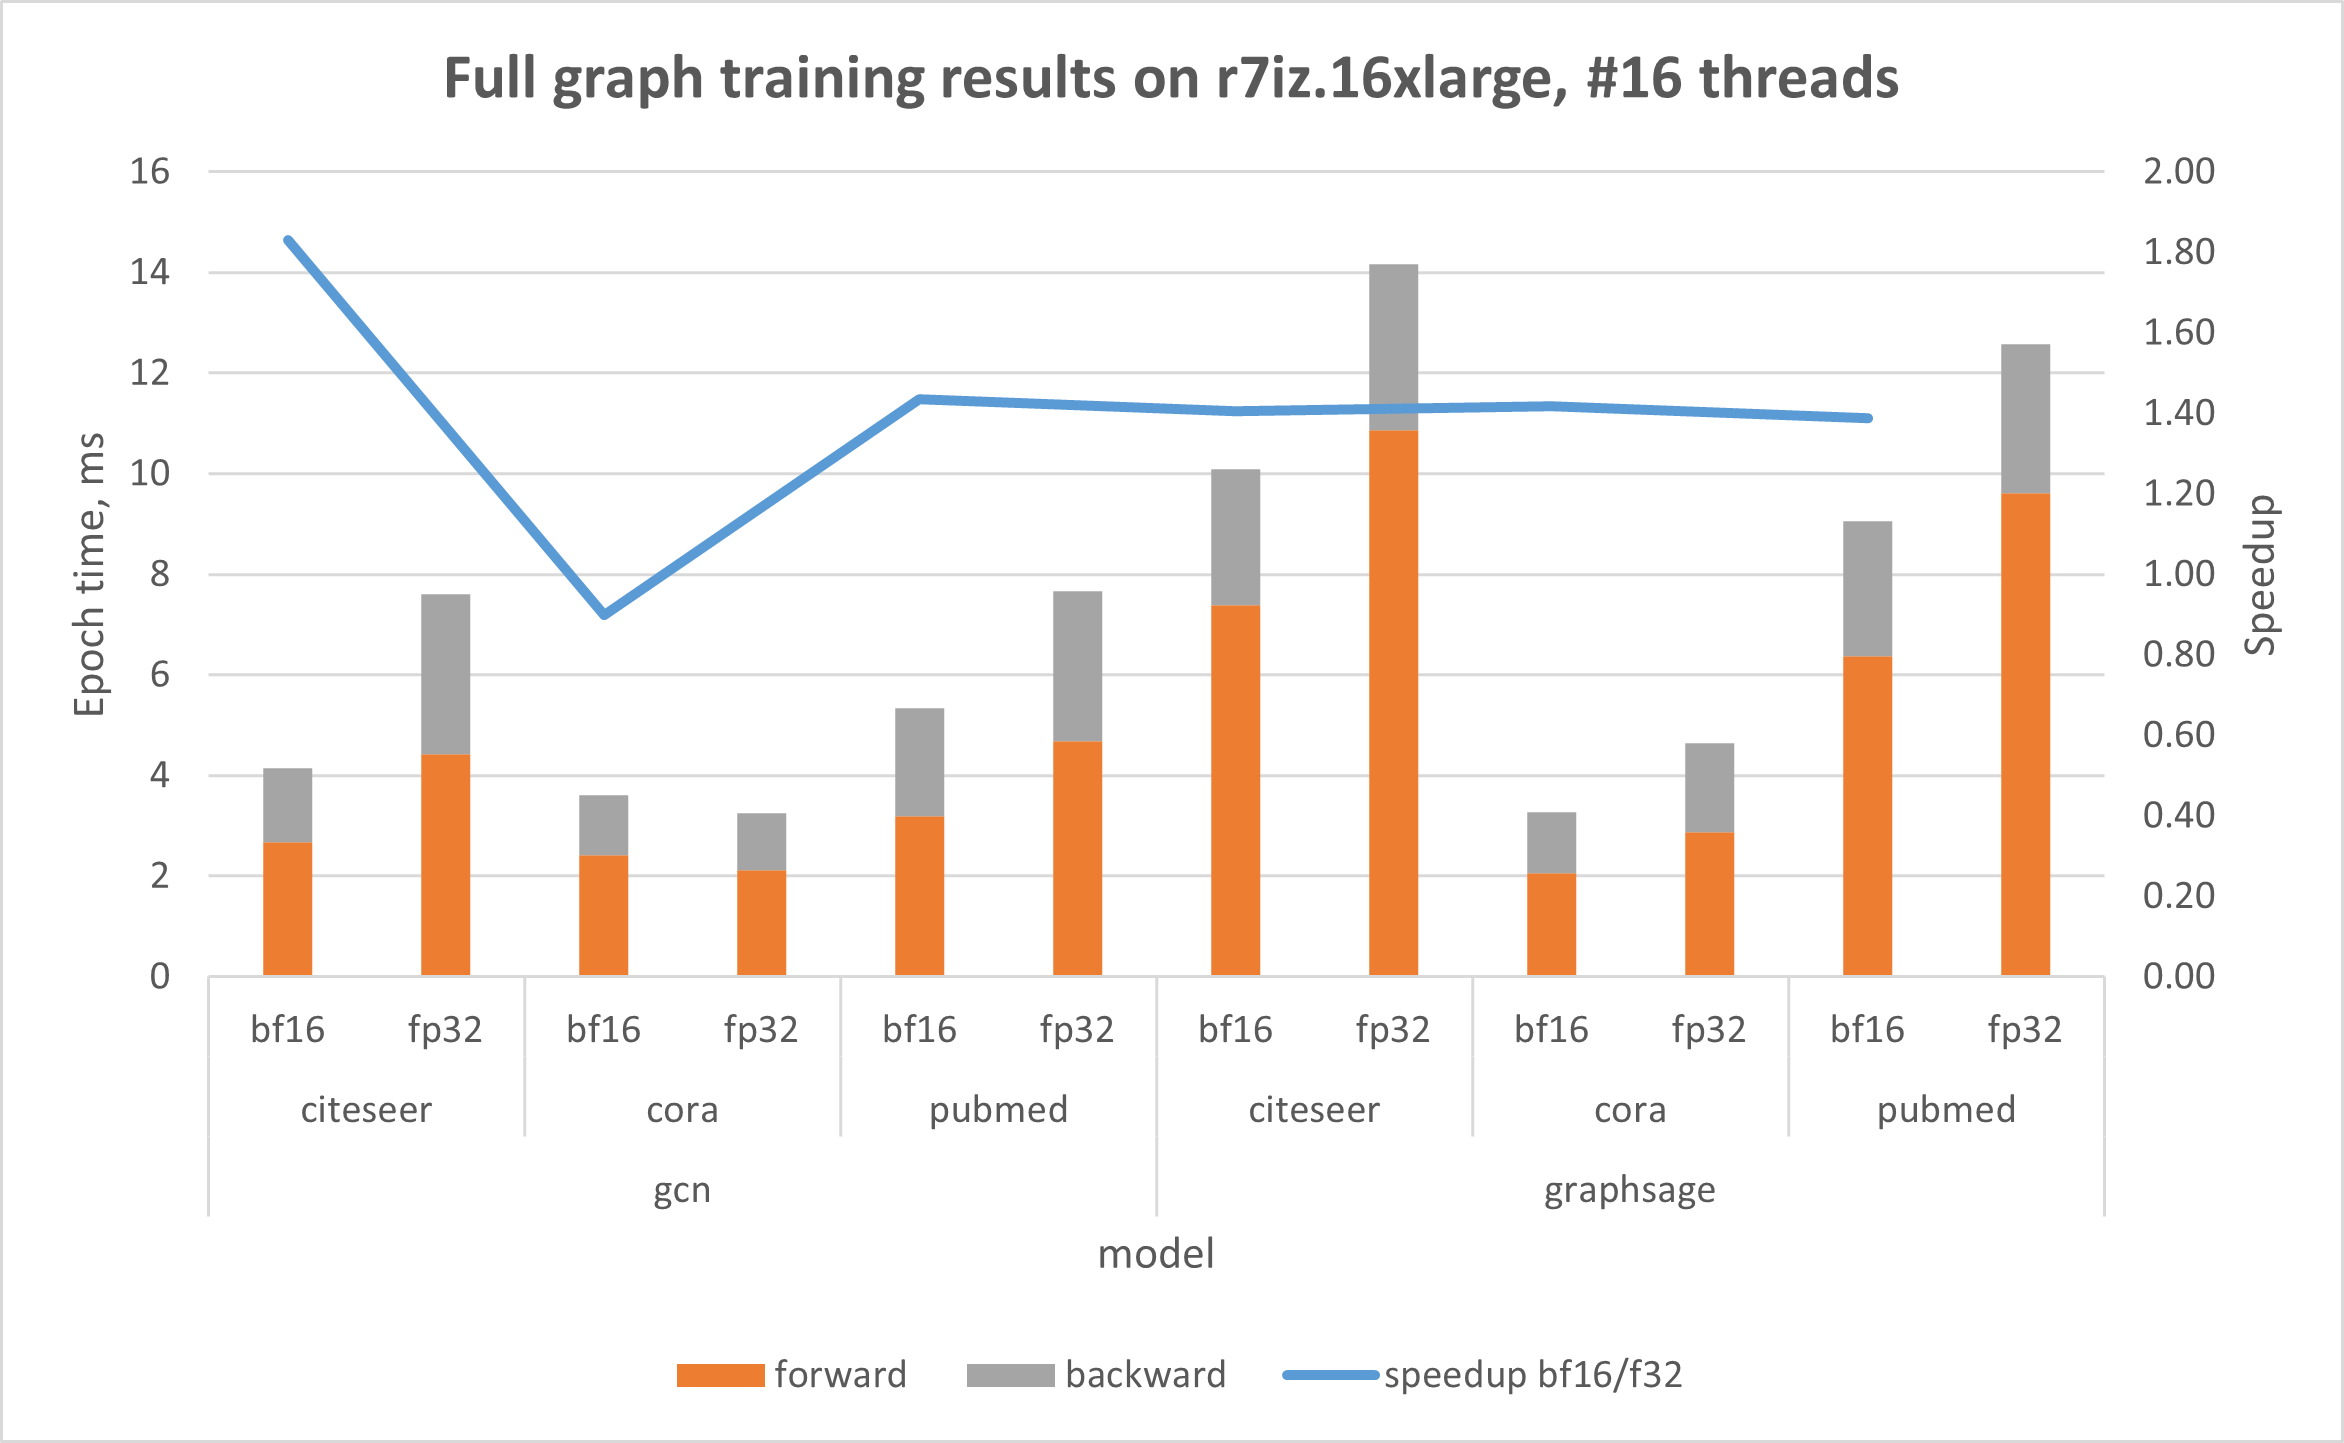 Full graph training results on r7iz.16xlarge, #16 threads
16
14
12
10
8
6
4
2
0
Epoch time, ms
2.00
1.80
1.60
1.40
1.20
1.00
0.80
0.60
0.40
0.20
0.00
Speedup
bf16 fp32 bf16 fp32 bf16 fp32 bf16 fp32 bf16 fp32 bf16 fp32
citeseer cora pubmed citeseer cora pubmed
gcn graphsage
model
forward backward speedup bf16/f32